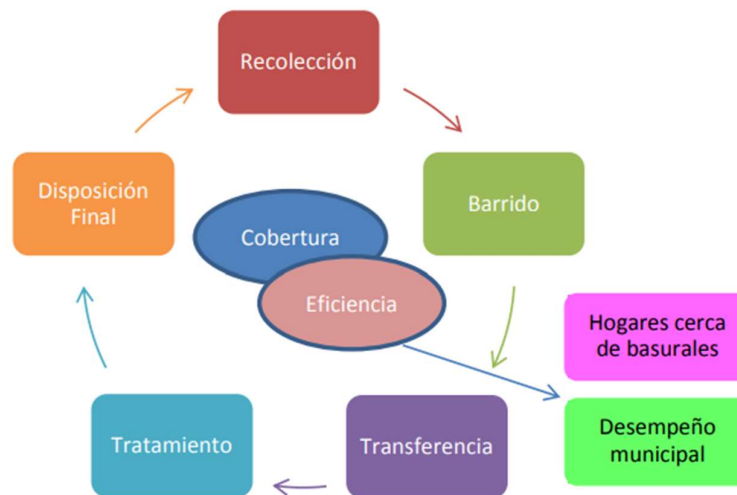 Recolección
Disposición
Final
Barrido
Cobertura
Eficiencia
Hogares cerca
de basurales
Tratamiento
Transferencia
Desempeño
municipal